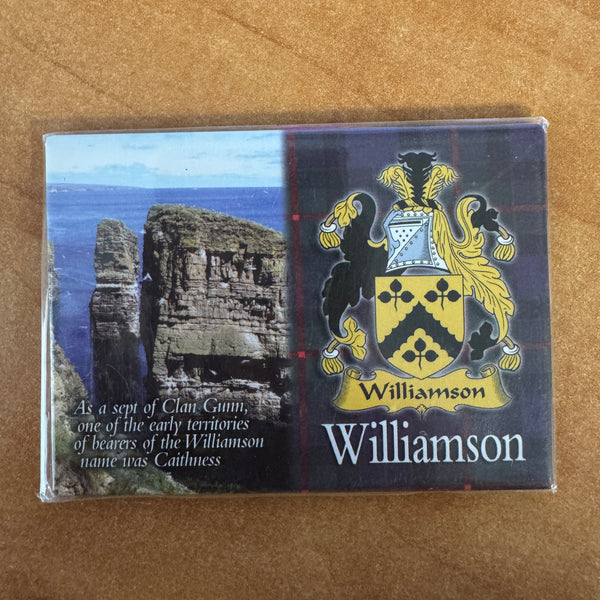 As a sept of Clan Gunn,
one of the early territories
of bearers of the Williamson
name was Caithness
Williamson
Williamson